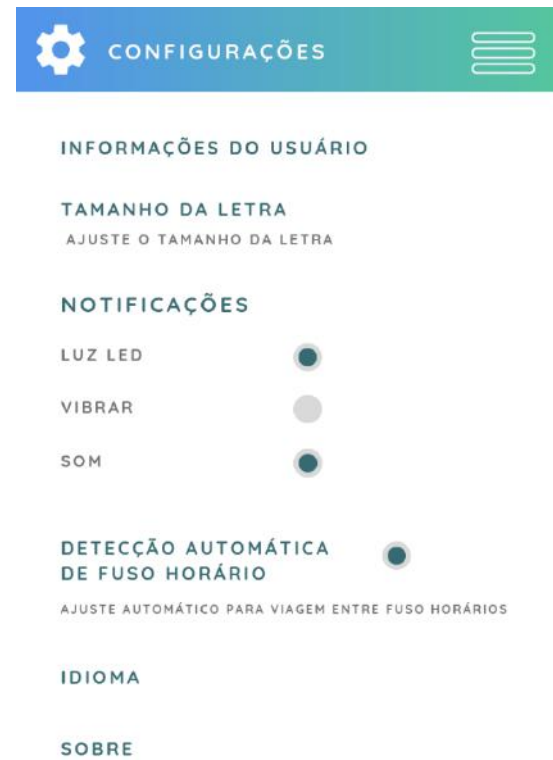 CONFIGURAÇÕES
INFORMAÇÕES DO USUÁRIO
TAMANHO DA LETRA
AJUSTE O TAMANHO DA LETRA
NOTIFICAÇÕES
LUZ LED
VIBRAR
SOM
DETECÇÃO AUTOMÁTICA
DE FUSO HORÁRIO
AJUSTE AUTOMÁTICO PARA VIAGEM ENTRE FUSO HORÁRIOS
IDIOMA
SOBRE